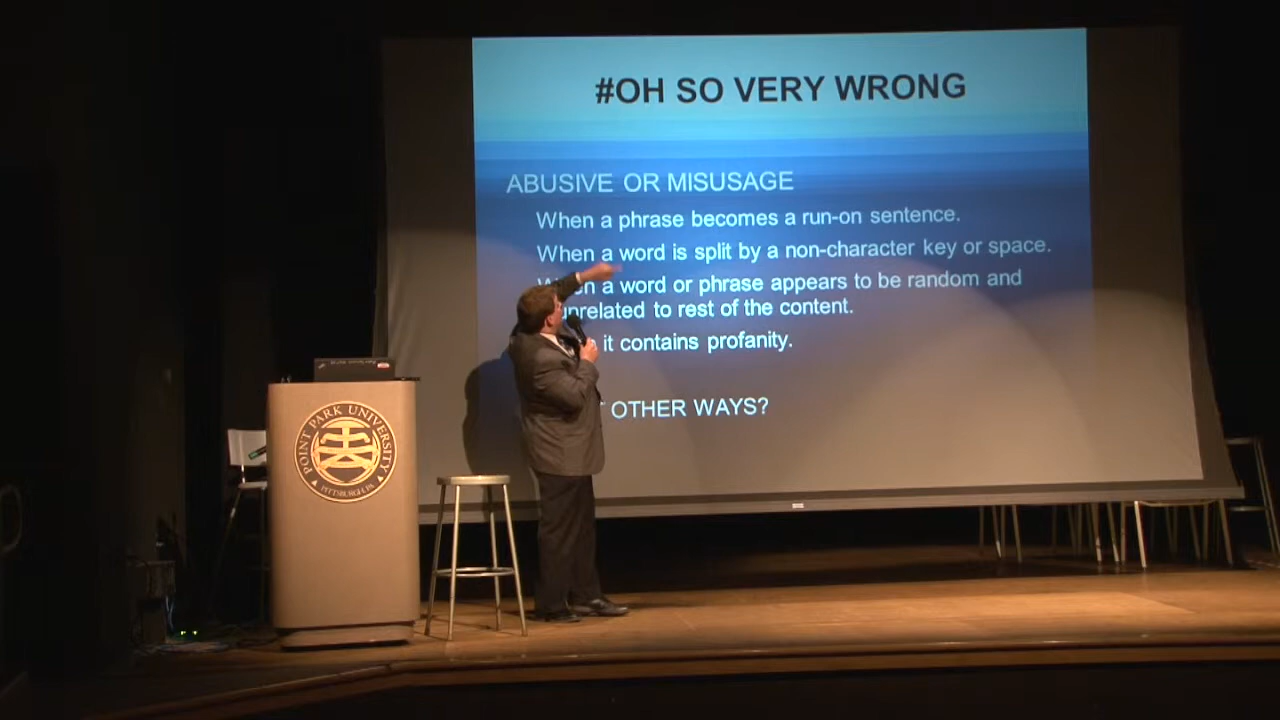 #OH SO VERY WRONG
ABUSIVE OR MISUSAGE
When a phrase becomes a run-on sentence.
When a word is split by a non-character key or space.
a word or phrase appears to be random and
unrelated to rest of the content.
it contains profanity.
OTHER WAYS?
POINT PARK UNIVERSITY
PITTSBURGH, PA